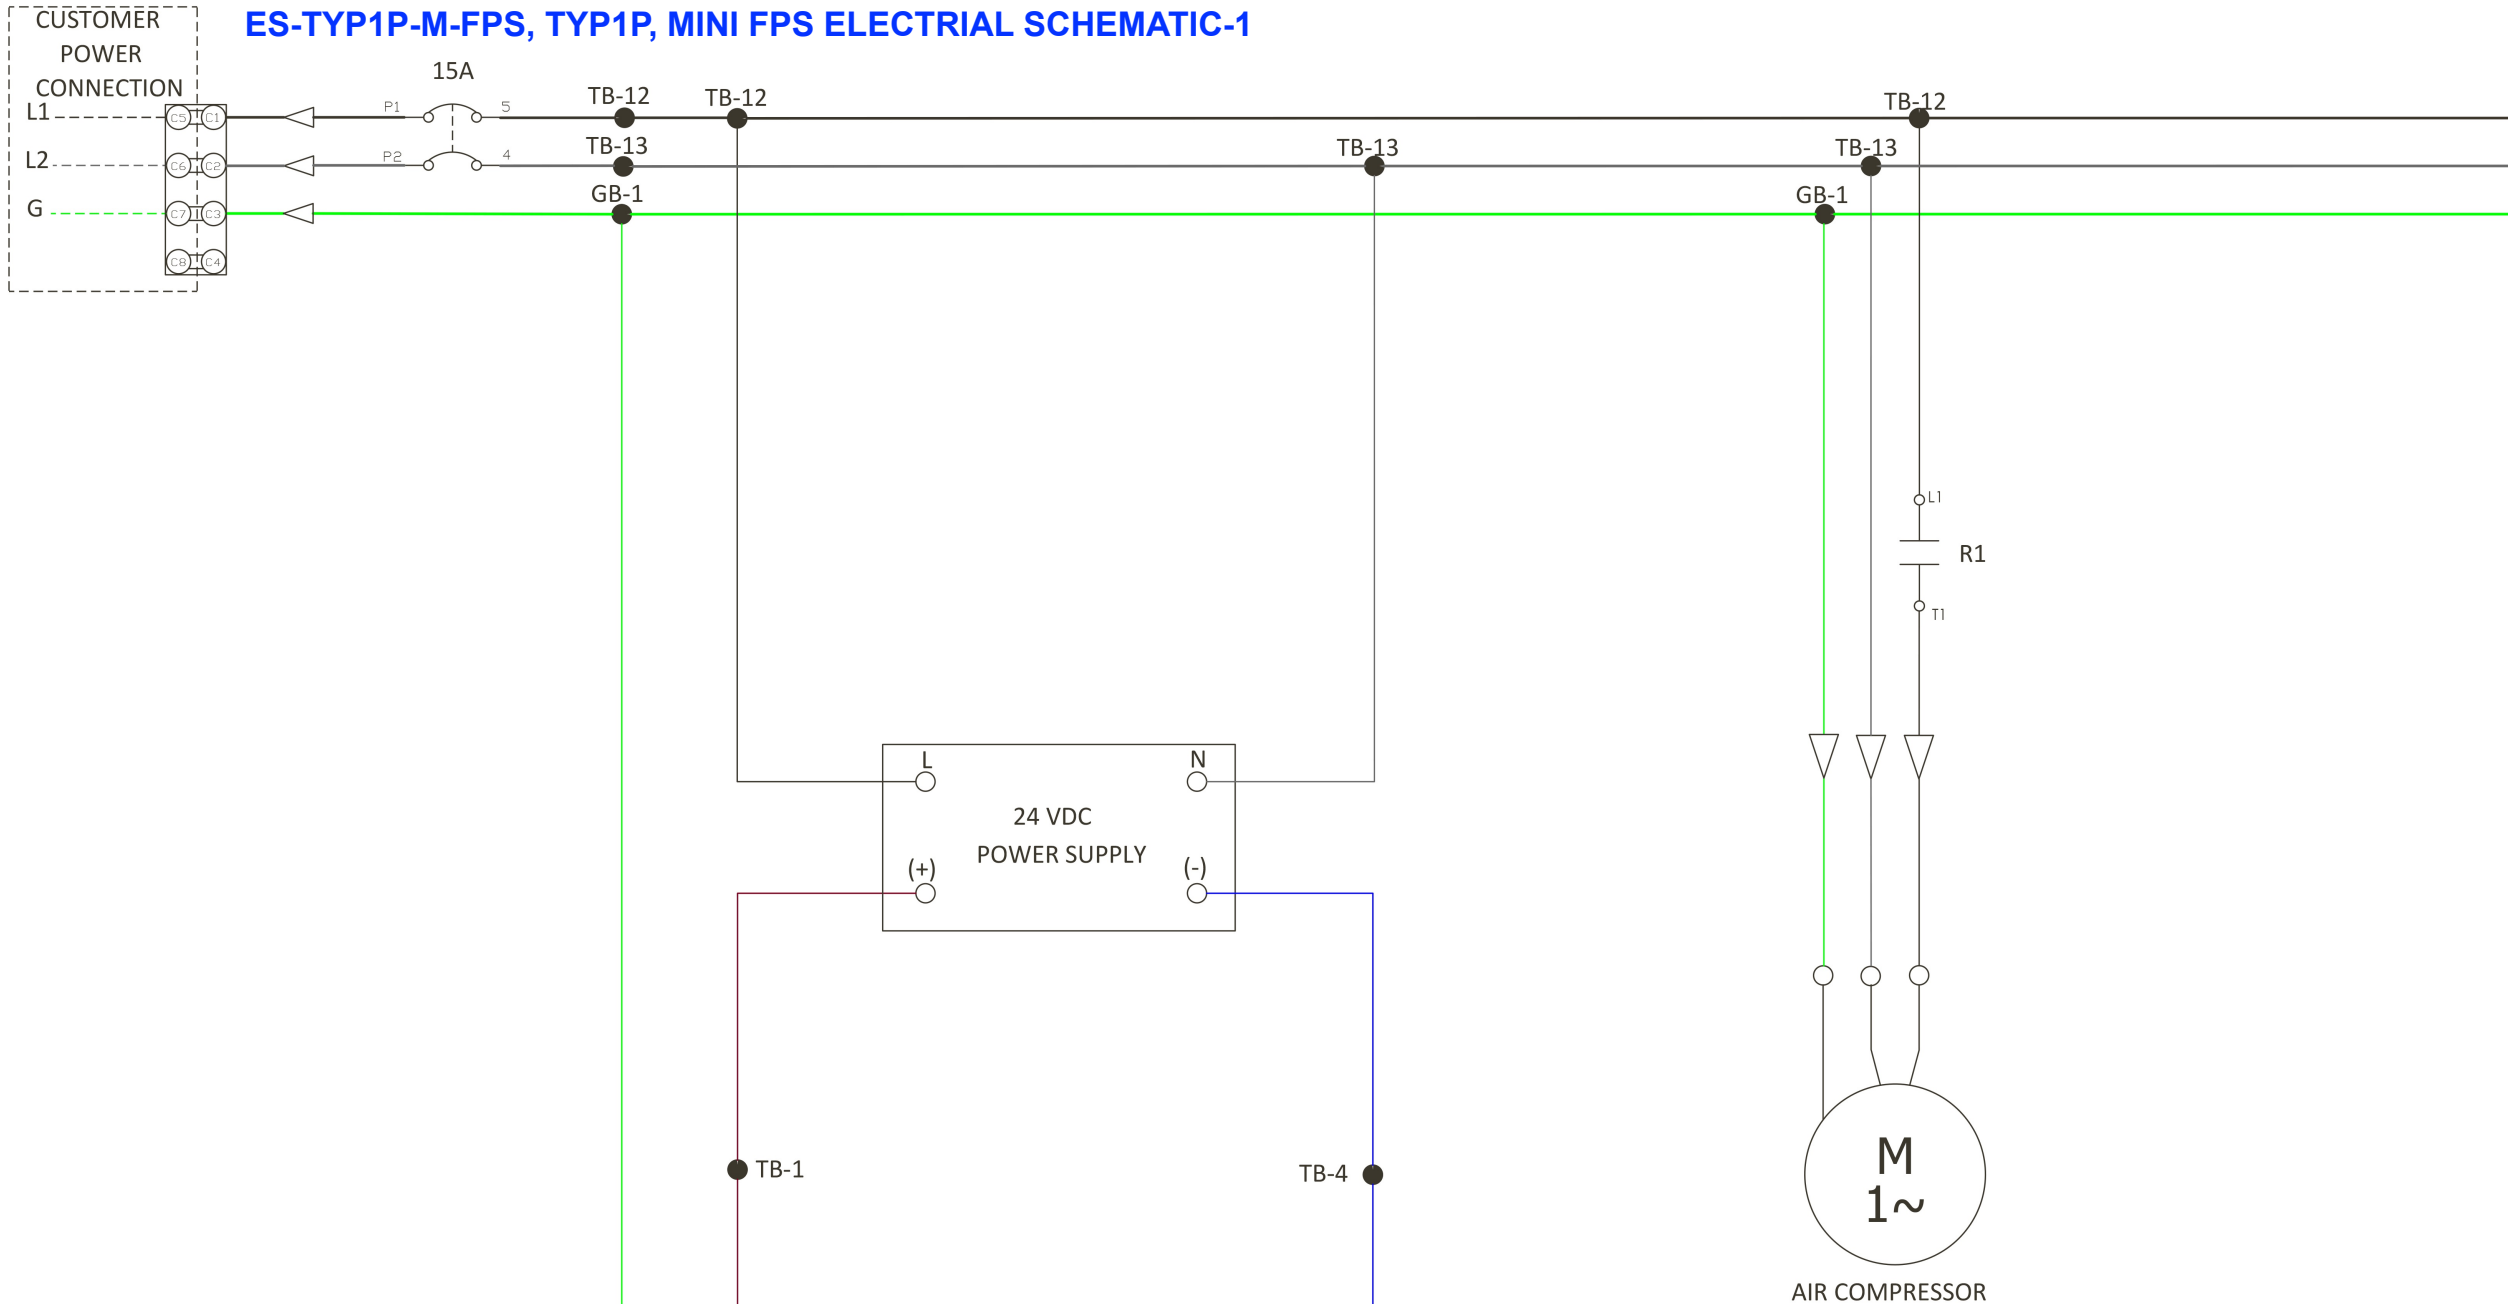 CUSTOMER
POWER
CONNECTION
ES-TYP1P-M-FPS, TYP1P, MINI FPS ELECTRIAL SCHEMATIC-1
15A
L1
C5 C1
P1
5
TB-12
TB-12
TB-12
L2
C6 C2
P2
4
TB-13
TB-13
TB-13
G
C7 C3
GB-1
GB-1
C8 C4
L1
R1
T1
L
N
24 VDC
POWER SUPPLY
(+)
(-)
TB-1
TB-4
M
1~
AIR COMPRESSOR